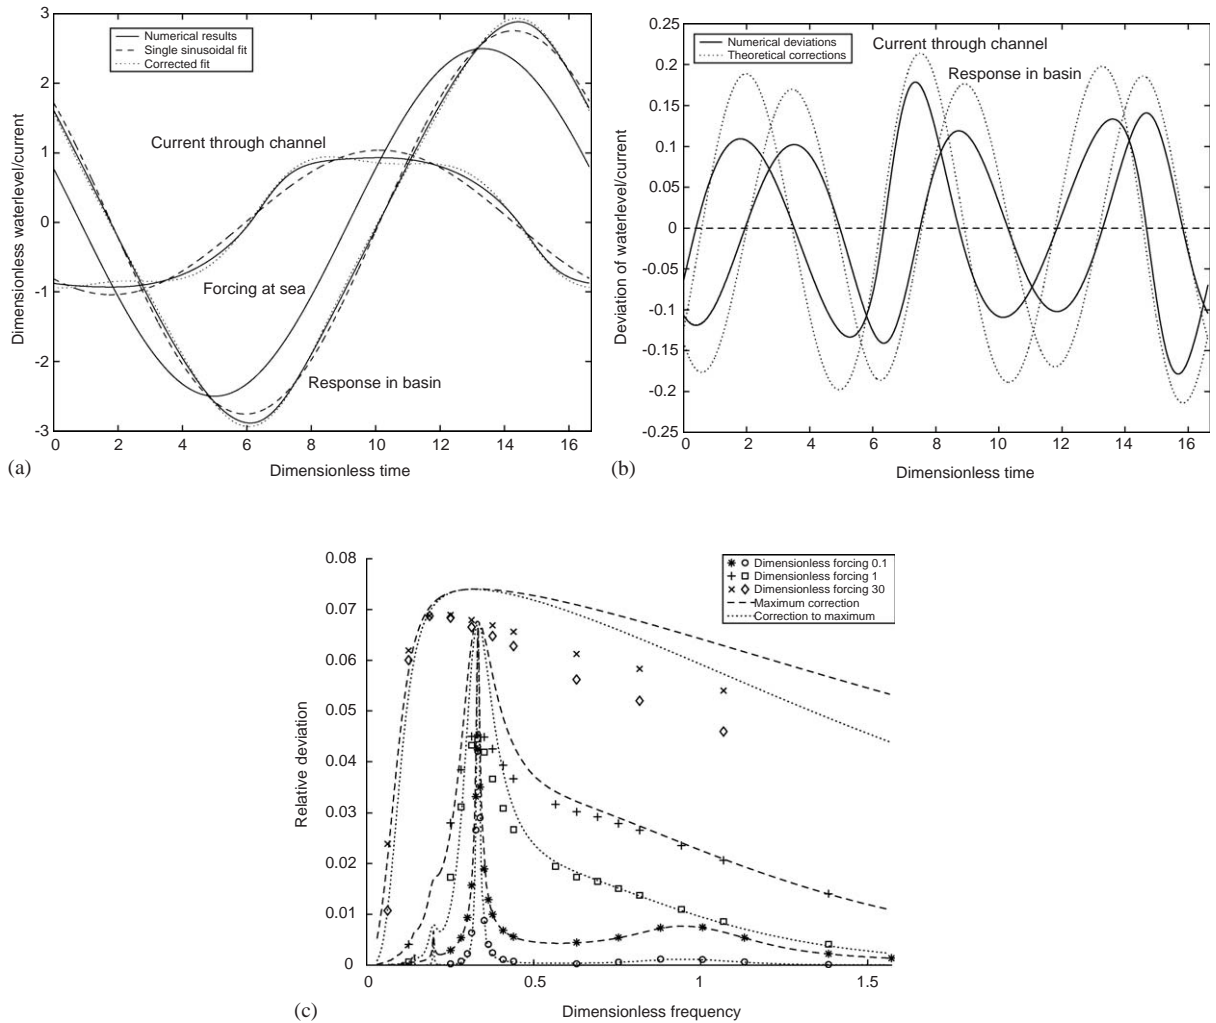 Numerical results
Single sinusoidal fit
Corrected fit
Current through channel
Forcing at sea
Response in basin
Dimensionless waterlevel/current
3
2
1
0
-1
-2
-3
0 2 4 6 8 10 12 14 16
Dimensionless time
(a)
Numerical deviations
Theoretical corrections
Current through channel
Response in basin
Deviation of waterlevel/current
0.25
0.20
0.15
0.10
0.05
0
-0.05
-0.10
-0.15
-0.2
-0.25
0 2 4 6 8 10 12 14 16
Dimensionless time
(b)
Dimensionless forcing 0.1
Dimensionless forcing 1
Dimensionless forcing 30
Maximum correction
Correction to maximum
Relative deviation
0.08
0.07
0.06
0.05
0.04
0.03
0.02
0.01
0
0 0.5 1 1.5
Dimensionless frequency
(c)